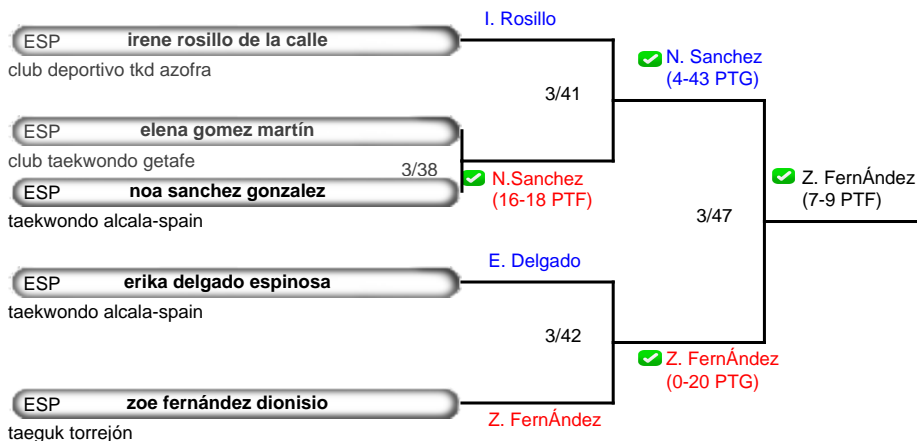 I. Rosillo
ESP irene rosillo de la calle
club deportivo tkd azofra
N. Sanchez
(4-43 PTG)
3/41
ESP elena gomez martín
club taekwondo getafe
3/38
N.Sanchez
(16-18 PTF)
ESP noa sanchez gonzalez
taekwondo alcala-spain
Z. FernÁndez
(7-9 PTF)
3/47
E. Delgado
ESP erika delgado espinosa
taekwondo alcala-spain
3/42
Z. FernÁndez
(0-20 PTG)
ESP zoe fernández dionisio
Z. FernÁndez
taeguk torrejón